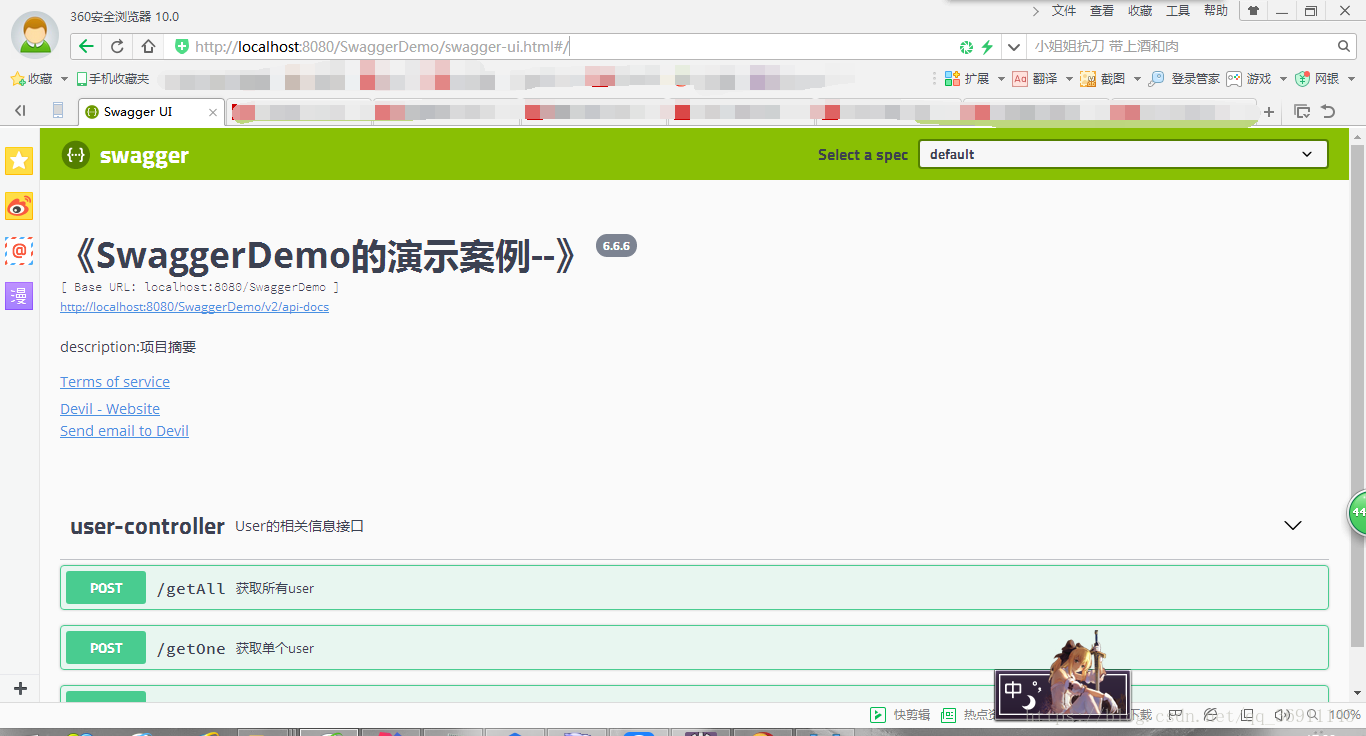 360安全浏览器 10.0
文件 查看 收藏 工具 帮助
http://localhost:8080/SwaggerDemo/swagger-ui.html#/
小姐姐抗刀 带上酒和肉
收藏 手机收藏夹
扩展 翻译 截图 登录管家 游戏 网银
Swagger UI
swagger
Select a spec
default
《SwaggerDemo的演示案例--》 6.6.6
[ Base URL: localhost:8080/SwaggerDemo ]
http://localhost:8080/SwaggerDemo/v2/api-docs
description:项目摘要
Terms of service
Devil - Website
Send email to Devil
user-controller User的相关信息接口
POST /getAll 获取所有user
POST /getOne 获取单个user
漫
44
中
快剪辑
下载
100%